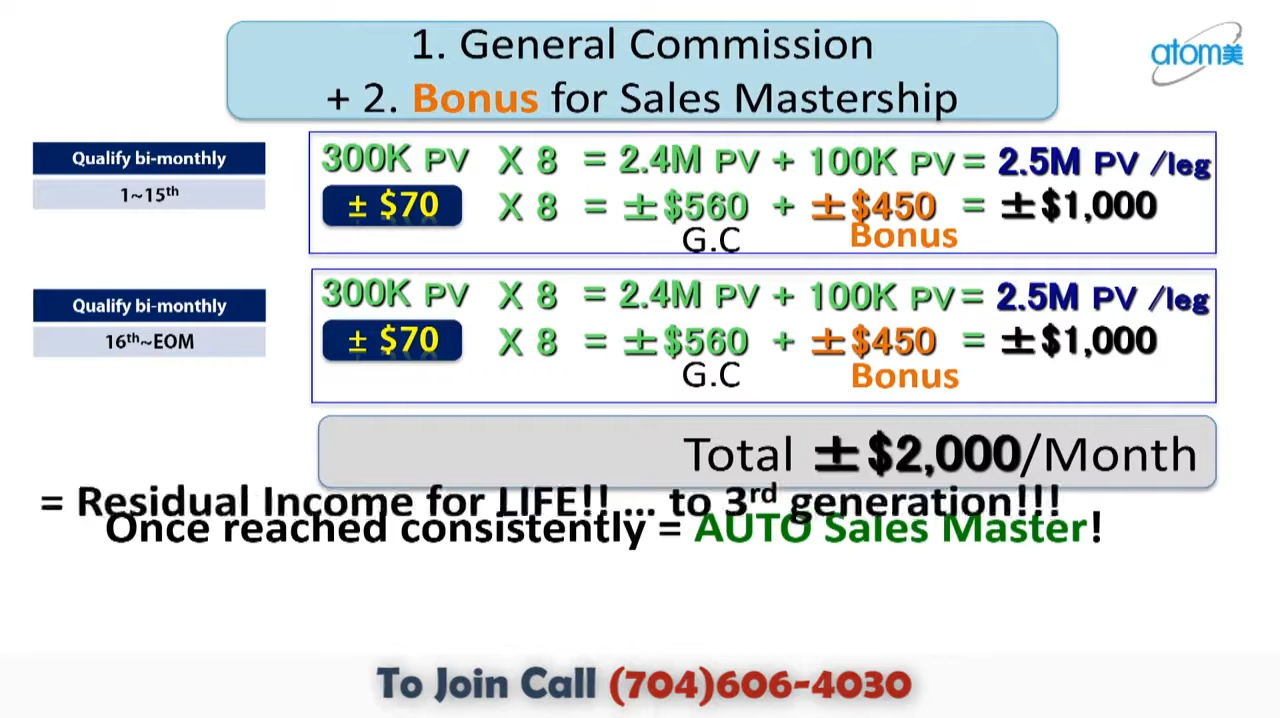 1. General Commission
+ 2. Bonus for Sales Mastership
atom美
Qualify bi-monthly
1~15th
300K PV X 8 = 2.4M PV + 100K PV = 2.5M PV /leg
± $70 X 8 = ±$560 + ±$450 = ±$1,000
G.C Bonus
Qualify bi-monthly
16th~EOM
300K PV X 8 = 2.4M PV + 100K PV = 2.5M PV /leg
± $70 X 8 = ±$560 + ±$450 = ±$1,000
G.C Bonus
Total ±$2,000/Month
= Residual Income for LIFE!! ... to 3rd generation!!!
Once reached consistently = AUTO Sales Master!
To Join Call (704)606-4030